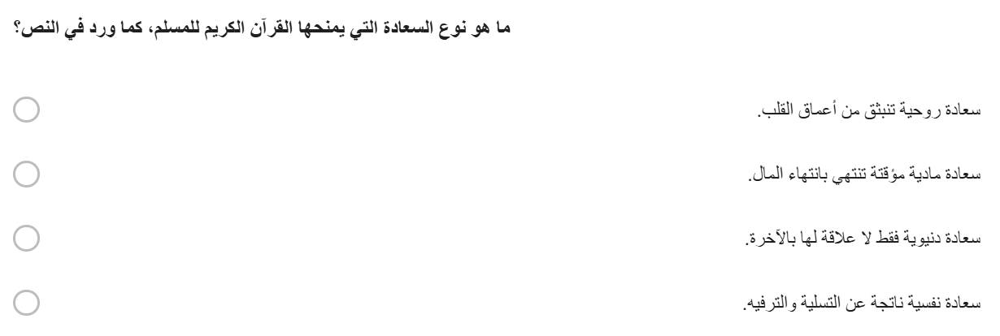 ما هو نوع السعادة التي يمنحها القرآن الكريم للمسلم، كما ورد في النص؟
سعادة روحية تنبثق من أعماق القلب.
سعادة مادية مؤقتة تنتهي بانتهاء المال.
سعادة دنيوية فقط لا علاقة لها بالآخرة.
سعادة نفسية ناتجة عن التسلية والترفيه.